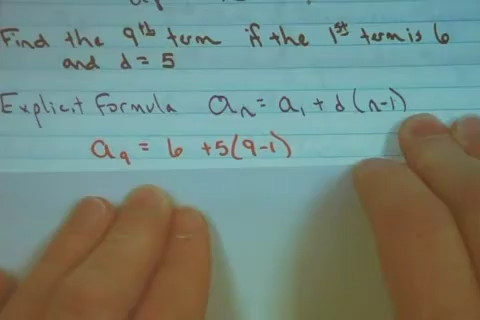 Find the 9th term if the 1st term is 6
and d = 5
Explicit Formula aₙ = a₁ + d(n-1)
a₉ = 6 + 5(9-1)